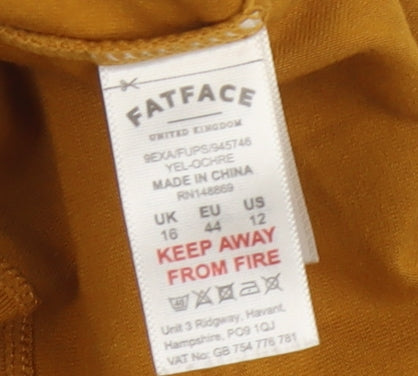 FATFACE
UNITED KINGDOM
9EXA/FUPS/945746
YEL-OCHRE
MADE IN CHINA
RN148869
UK EU US
16 44 12
KEEP AWAY
FROM FIRE
40
Unit 3 Ridgway, Havant,
Hampshire, PO9 1QJ
VAT No: GB 754 776 781